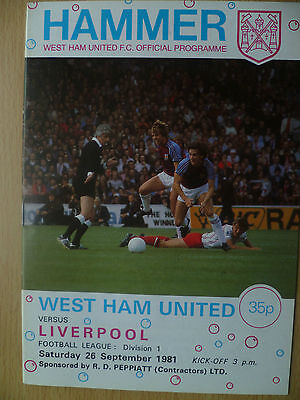 HAMMER
WEST HAM UNITED F.C. OFFICIAL PROGRAMME
WEST HAM UNITED
35p
VERSUS
LIVERPOOL
FOOTBALL LEAGUE: Division 1
Saturday 26 September 1981 KICK-OFF 3 p.m.
Sponsored by R. D. PEPPIATT (Contractors) LTD.